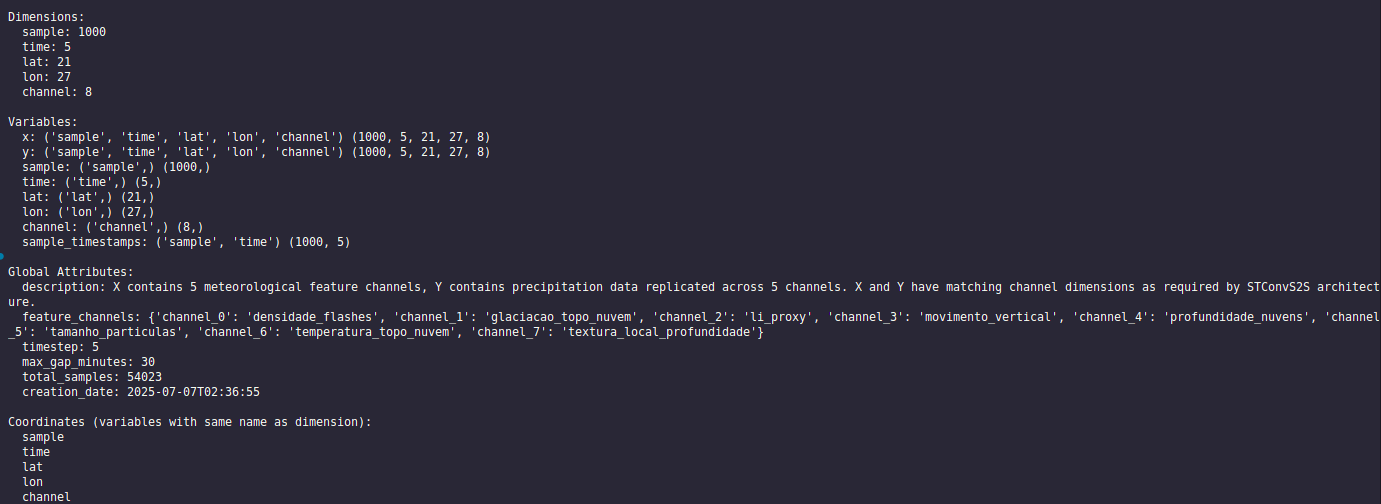 Dimensions:
  sample: 1000
  time: 5
  lat: 21
  lon: 27
  channel: 8

Variables:
  x: ('sample', 'time', 'lat', 'lon', 'channel') (1000, 5, 21, 27, 8)
  y: ('sample', 'time', 'lat', 'lon', 'channel') (1000, 5, 21, 27, 8)
  sample: ('sample',) (1000,)
  time: ('time',) (5,)
  lat: ('lat',) (21,)
  lon: ('lon',) (27,)
  channel: ('channel',) (8,)
  sample_timestamps: ('sample', 'time') (1000, 5)

Global Attributes:
  description: X contains 5 meteorological feature channels, Y contains precipitation data replicated across 5 channels. X and Y have matching channel dimensions as required by STConvS2S architect
ure.
  feature_channels: {'channel_0': 'densidade_flashes', 'channel_1': 'glaciacao_topo_nuvem', 'channel_2': 'li_proxy', 'channel_3': 'movimento_vertical', 'channel_4': 'profundidade_nuvens', 'channel
_5': 'tamanho_particulas', 'channel_6': 'temperatura_topo_nuvem', 'channel_7': 'textura_local_profundidade'}
  timestep: 5
  max_gap_minutes: 30
  total_samples: 54023
  creation_date: 2025-07-07T02:36:55

Coordinates (variables with same name as dimension):
  sample
  time
  lat
  lon
  channel